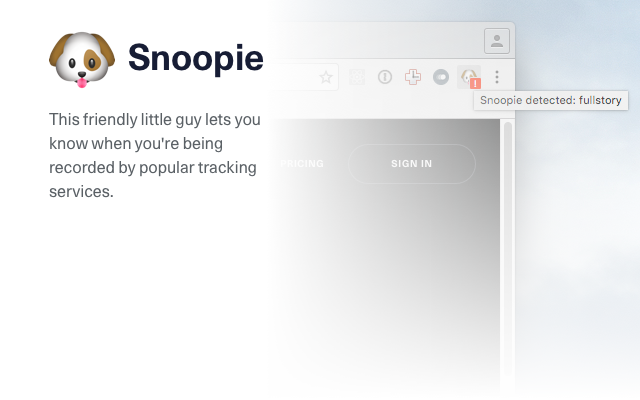 Snoopie
This friendly little guy lets you
know when you're being
recorded by popular tracking
services.
1
Snoopie detected: fullstory
PRICING
SIGN IN